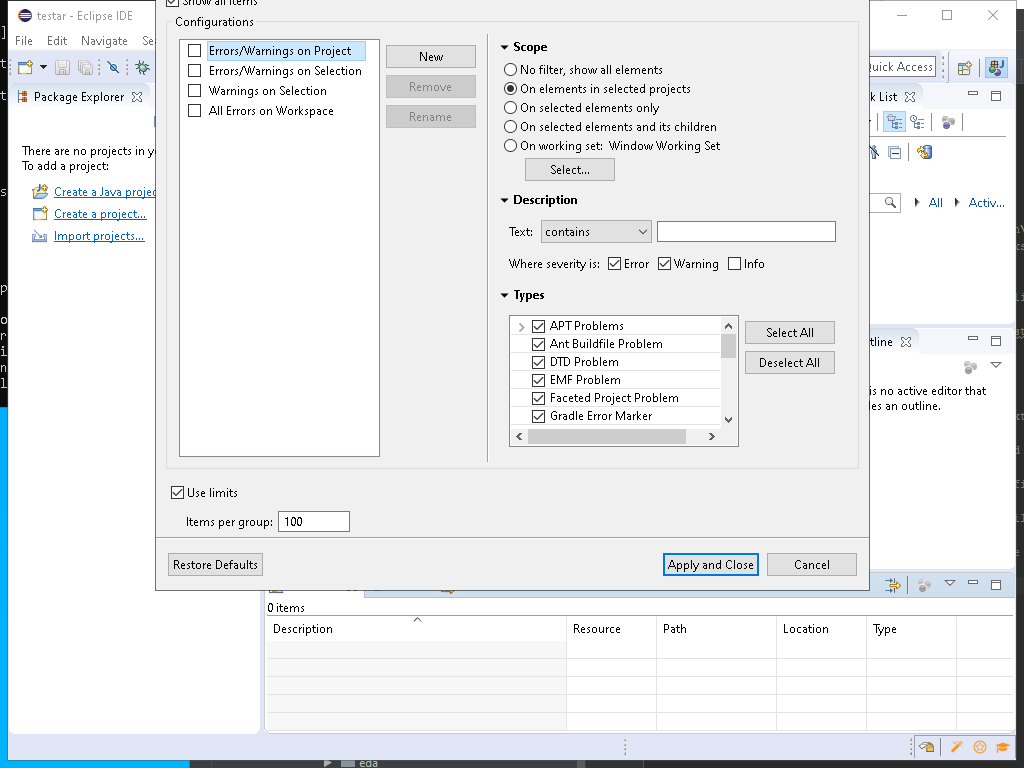 testar - Eclipse IDE
Show all items
File Edit Navigate Se
Configurations
Quick Access
Package Explorer
k List
Errors/Warnings on Project
Errors/Warnings on Selection
Warnings on Selection
All Errors on Workspace
New
Remove
Rename
Scope
No filter, show all elements
On elements in selected projects
On selected elements only
On selected elements and its children
On working set: Window Working Set
Select...
There are no projects in y
To add a project:
Create a Java projec
Create a project...
Import projects...
All Activ...
Description
Text: contains
Where severity is: Error Warning Info
Types
APT Problems
Ant Buildfile Problem
DTD Problem
EMF Problem
Faceted Project Problem
Gradle Error Marker
Select All
Deselect All
tline
is no active editor that
des an outline.
Use limits
Items per group: 100
Restore Defaults
Apply and Close
Cancel
0 items
Description Resource Path Location Type
eda